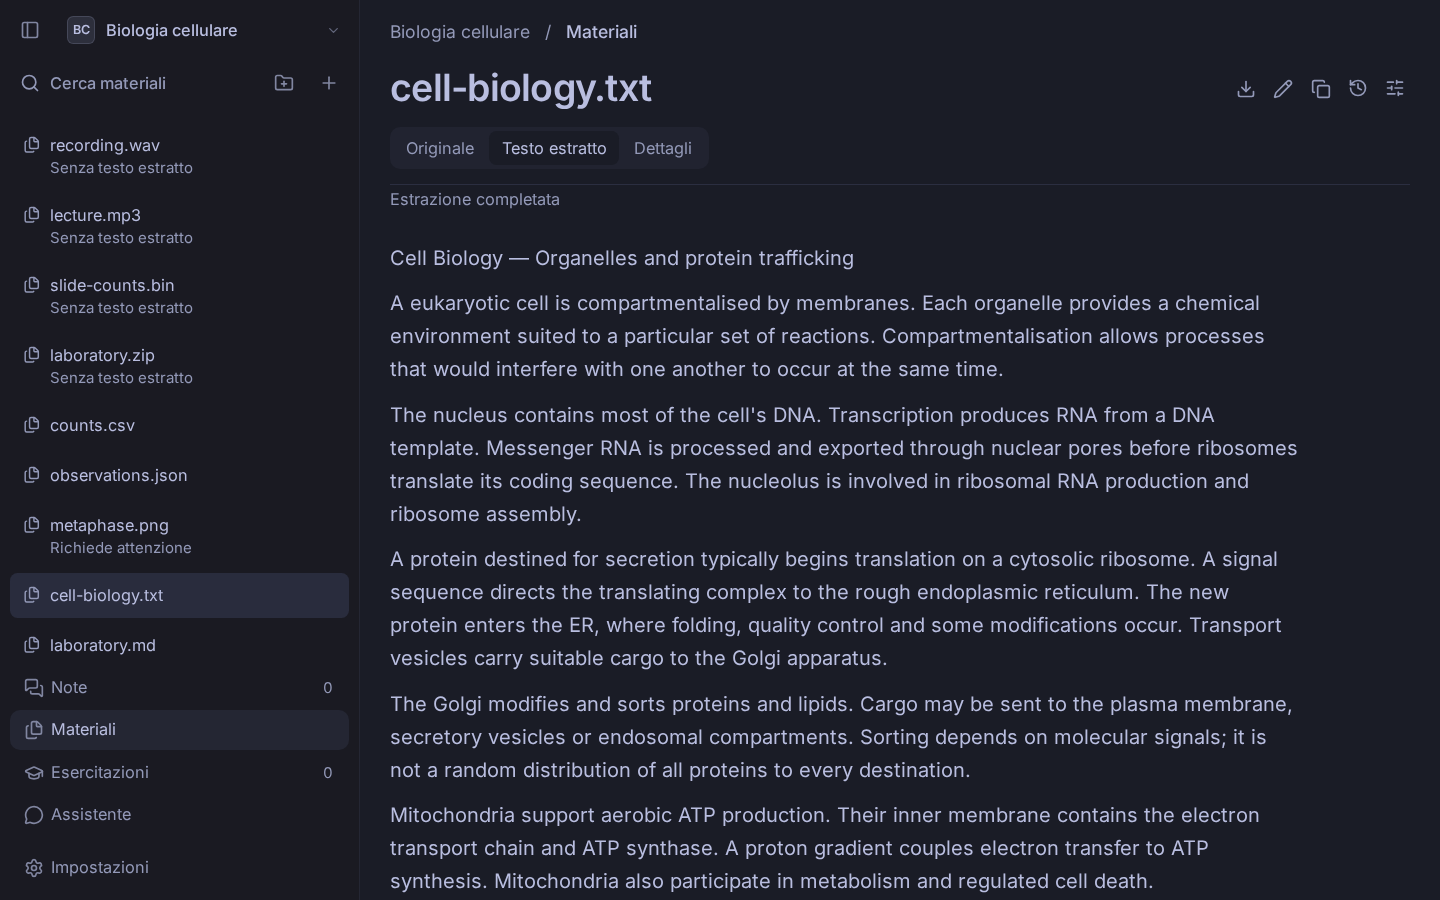 BC Biologia cellulare
Cerca materiali
recording.wav
Senza testo estratto
lecture.mp3
Senza testo estratto
slide-counts.bin
Senza testo estratto
laboratory.zip
Senza testo estratto
counts.csv
observations.json
metaphase.png
Richiede attenzione
cell-biology.txt
laboratory.md
Note 0
Materiali
Esercitazioni 0
Assistente
Impostazioni
Biologia cellulare / Materiali
cell-biology.txt
Originale Testo estratto Dettagli
Estrazione completata
Cell Biology — Organelles and protein trafficking
A eukaryotic cell is compartmentalised by membranes. Each organelle provides a chemical
environment suited to a particular set of reactions. Compartmentalisation allows processes
that would interfere with one another to occur at the same time.
The nucleus contains most of the cell's DNA. Transcription produces RNA from a DNA
template. Messenger RNA is processed and exported through nuclear pores before ribosomes
translate its coding sequence. The nucleolus is involved in ribosomal RNA production and
ribosome assembly.
A protein destined for secretion typically begins translation on a cytosolic ribosome. A signal
sequence directs the translating complex to the rough endoplasmic reticulum. The new
protein enters the ER, where folding, quality control and some modifications occur. Transport
vesicles carry suitable cargo to the Golgi apparatus.
The Golgi modifies and sorts proteins and lipids. Cargo may be sent to the plasma membrane,
secretory vesicles or endosomal compartments. Sorting depends on molecular signals; it is
not a random distribution of all proteins to every destination.
Mitochondria support aerobic ATP production. Their inner membrane contains the electron
transport chain and ATP synthase. A proton gradient couples electron transfer to ATP
synthesis. Mitochondria also participate in metabolism and regulated cell death.